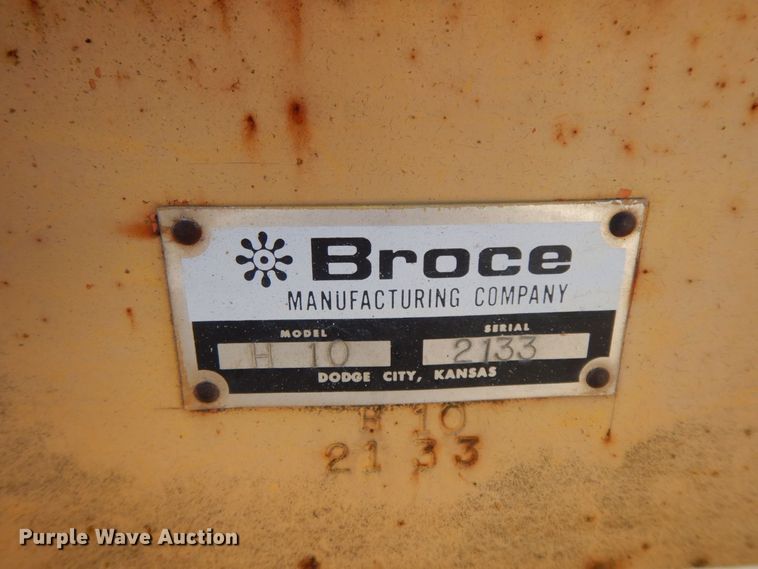 Broce
MANUFACTURING COMPANY
MODEL SERIAL
H 10 2133
DODGE CITY, KANSAS
H 10
2133
Purple Wave Auction